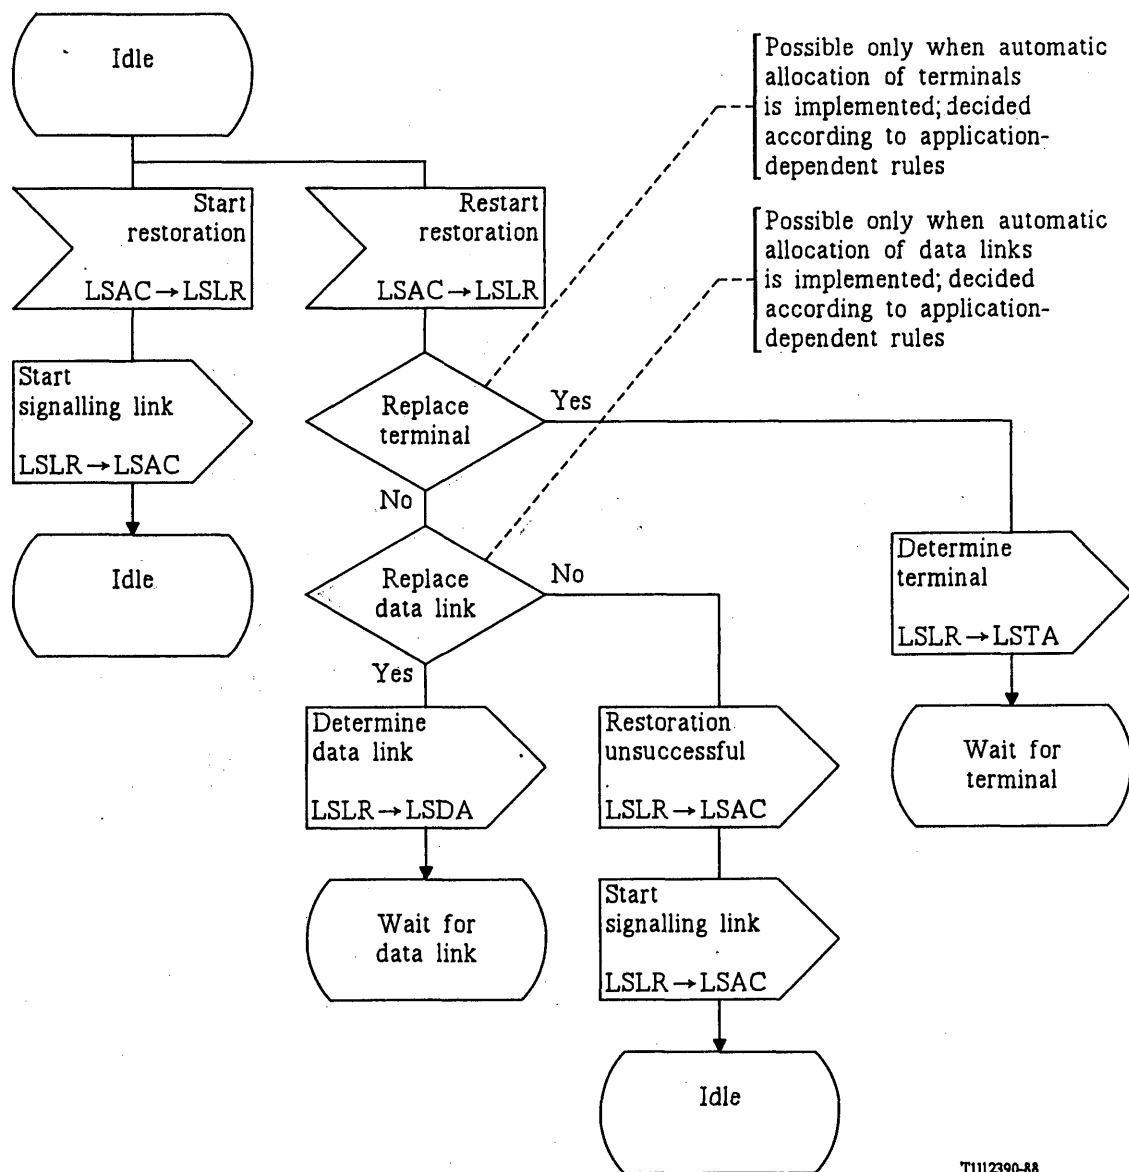 Idle
Possible only when automatic
allocation of terminals
is implemented; decided
according to application-
dependent rules
Possible only when automatic
allocation of data links
is implemented; decided
according to application-
dependent rules
Start
restoration
LSAC→LSLR
Restart
restoration
LSAC→LSLR
Start
signalling link
LSLR→LSAC
Replace
terminal
Yes
No
Idle
Replace
data link
No
Yes
Determine
terminal
LSLR→LSTA
Determine
data link
LSLR→LSDA
Restoration
unsuccessful
LSLR→LSAC
Wait for
terminal
Wait for
data link
Start
signalling link
LSLR→LSAC
Idle
T1112390-88